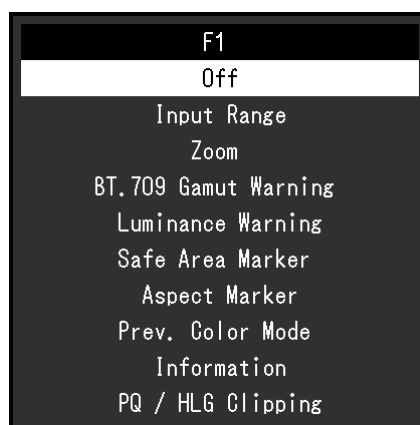 F1
Off
Input Range
Zoom
BT.709 Gamut Warning
Luminance Warning
Safe Area Marker
Aspect Marker
Prev. Color Mode
Information
PQ / HLG Clipping